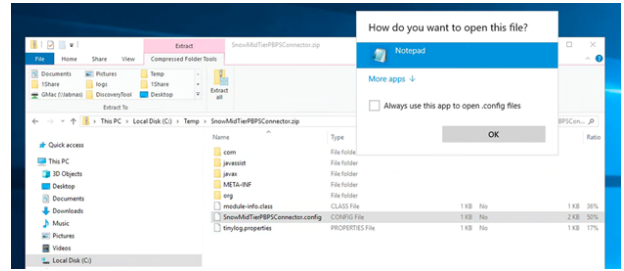 How do you want to open this file?
Notepad
More apps ↓
Always use this app to open .config files
OK
Extract
SnowMidTierPBPSConnector.zip
File Home Share View Compressed Folder Tools
Documents Pictures Temp
1Share logs 1Share
GMac (\\abmas) DiscoveryTool Desktop
Extract all
Extract To
This PC > Local Disk (C:) > Temp > SnowMidTierPBPSConnector.zip
BPSCon...
Name Type Ratio
Quick access
This PC
3D Objects
Desktop
Documents
Downloads
Music
Pictures
Videos
Local Disk (C:)
com File folder
javassist File folder
javax File folder
META-INF File folder
org File folder
module-info.class CLASS File 1 KB No 1 KB 36%
SnowMidTierPBPSConnector.config CONFIG File 1 KB No 2 KB 50%
tinylog.properties PROPERTIES File 1 KB No 1 KB 17%